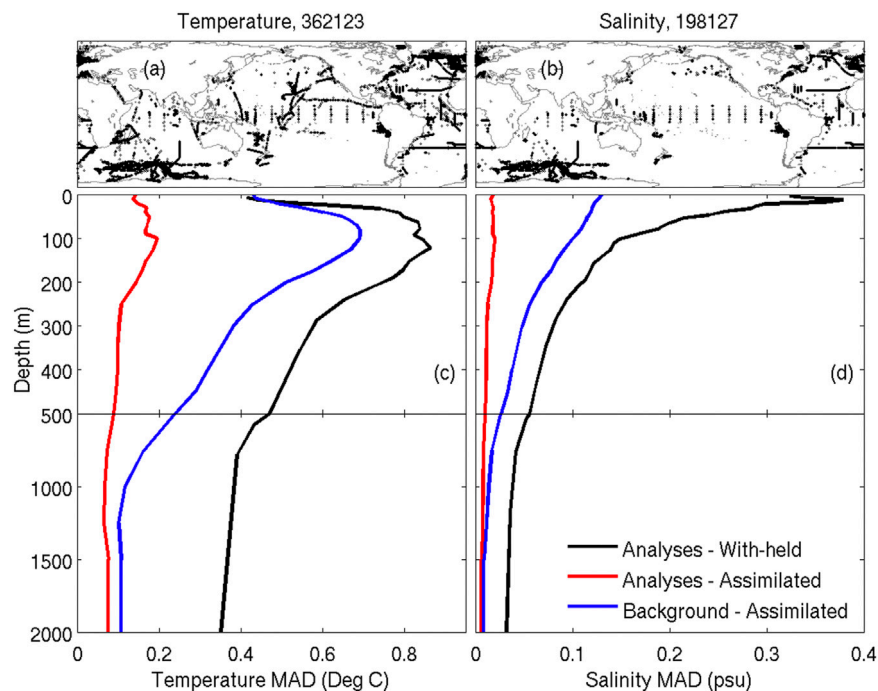 Temperature, 362123
Salinity, 198127
(a)
(b)
0
100
200
300
400
500
1000
1500
2000
Depth (m)
(c)
(d)
Analyses - With-held
Analyses - Assimilated
Background - Assimilated
0 0.2 0.4 0.6 0.8
0 0.1 0.2 0.3 0.4
Temperature MAD (Deg C)
Salinity MAD (psu)